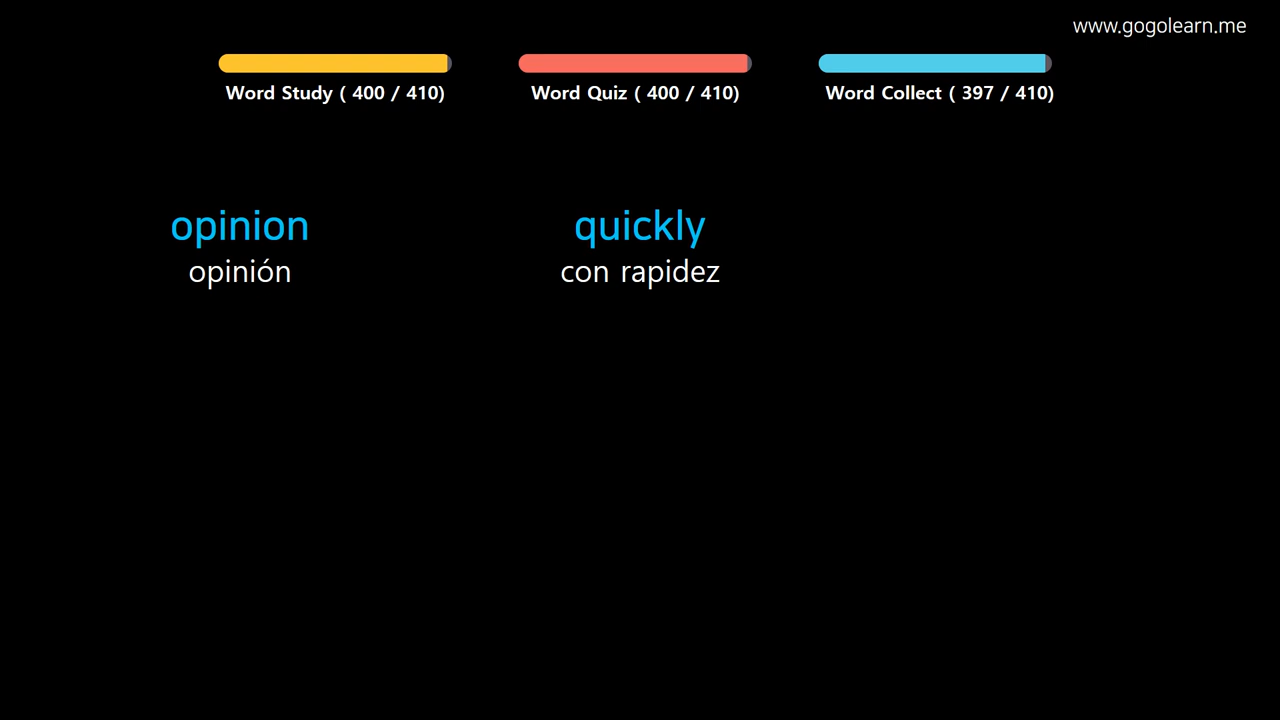 www.gogolearn.me
Word Study ( 400 / 410)
Word Quiz ( 400 / 410)
Word Collect ( 397 / 410)
opinion
opinión
quickly
con rapidez